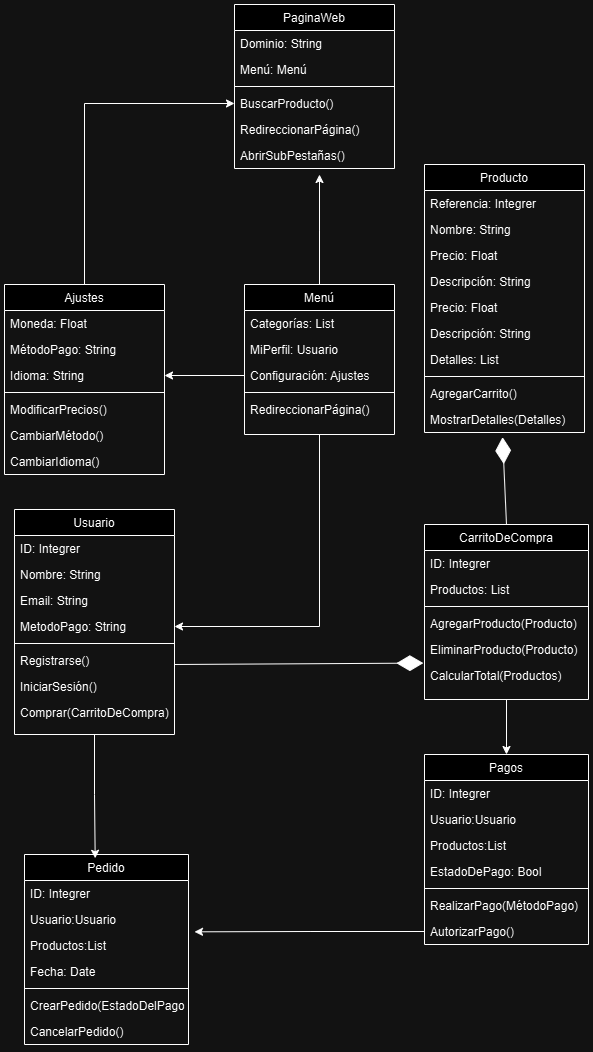 PaginaWeb
Dominio: String
Menú: Menú
BuscarProducto()
RedireccionarPágina()
AbrirSubPestañas()
Producto
Referencia: Integrer
Nombre: String
Precio: Float
Descripción: String
Precio: Float
Descripción: String
Detalles: List
AgregarCarrito()
MostrarDetalles(Detalles)
Ajustes
Moneda: Float
MétodoPago: String
Idioma: String
ModificarPrecios()
CambiarMétodo()
CambiarIdioma()
Menú
Categorías: List
MiPerfil: Usuario
Configuración: Ajustes
RedireccionarPágina()
Usuario
ID: Integrer
Nombre: String
Email: String
MetodoPago: String
Registrarse()
IniciarSesión()
Comprar(CarritoDeCompra)
CarritoDeCompra
ID: Integrer
Productos: List
AgregarProducto(Producto)
EliminarProducto(Producto)
CalcularTotal(Productos)
Pagos
ID: Integrer
Usuario:Usuario
Productos:List
EstadoDePago: Bool
RealizarPago(MétodoPago)
AutorizarPago()
Pedido
ID: Integrer
Usuario:Usuario
Productos:List
Fecha: Date
CrearPedido(EstadoDelPago
CancelarPedido()